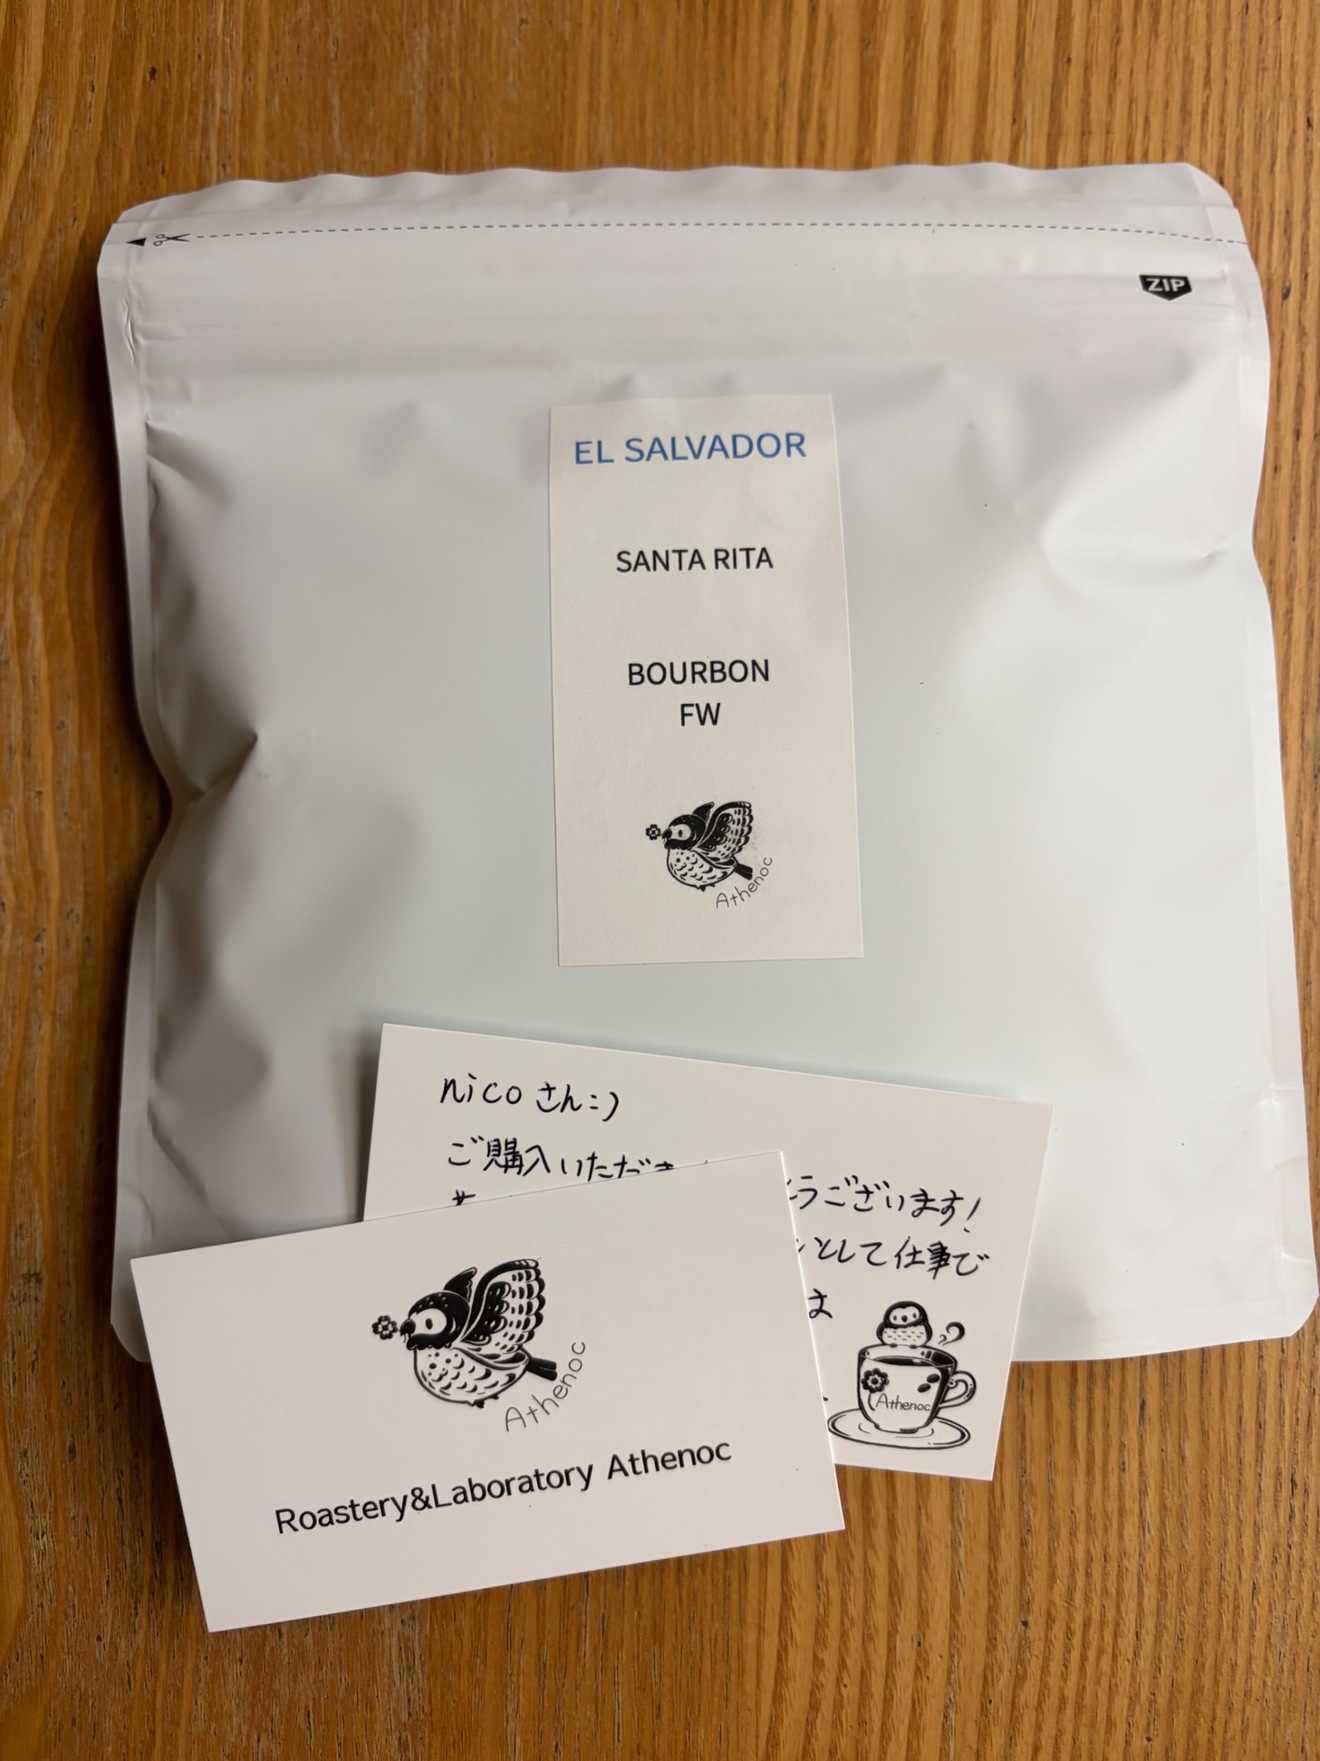 ZIP
EL SALVADOR
SANTA RITA
BOURBON
FW
Athenoc
nicoさん:)
ご購入いただき
うございます!
として仕事で
Athenoc
Athenoc
Roastery&Laboratory Athenoc